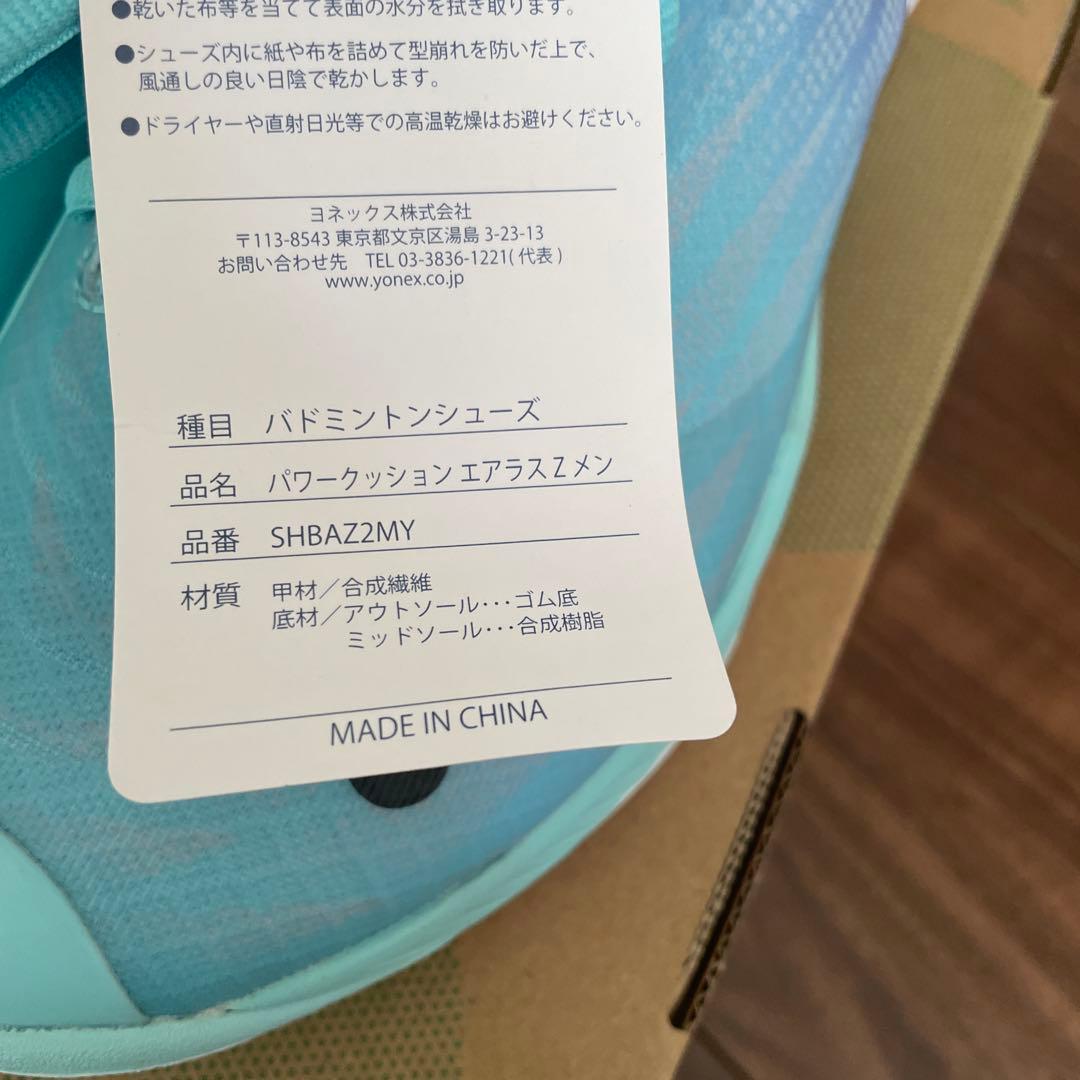 ●乾いた布等を当てて表面の水分を拭き取ります。
●シューズ内に紙や布を詰めて型崩れを防いだ上で、
風通しの良い日陰で乾かします。
●ドライヤーや直射日光等での高温乾燥はお避けください。
ヨネックス株式会社
〒113-8543 東京都文京区湯島 3-23-13
お問い合わせ先 TEL 03-3836-1221(代表)
www.yonex.co.jp
種目 バドミントンシューズ
品名 パワークッション エアラス Z メン
品番 SHBAZ2MY
材質 甲材／合成繊維
底材／アウトソール･･･ゴム底
ミッドソール･･･合成樹脂
MADE IN CHINA